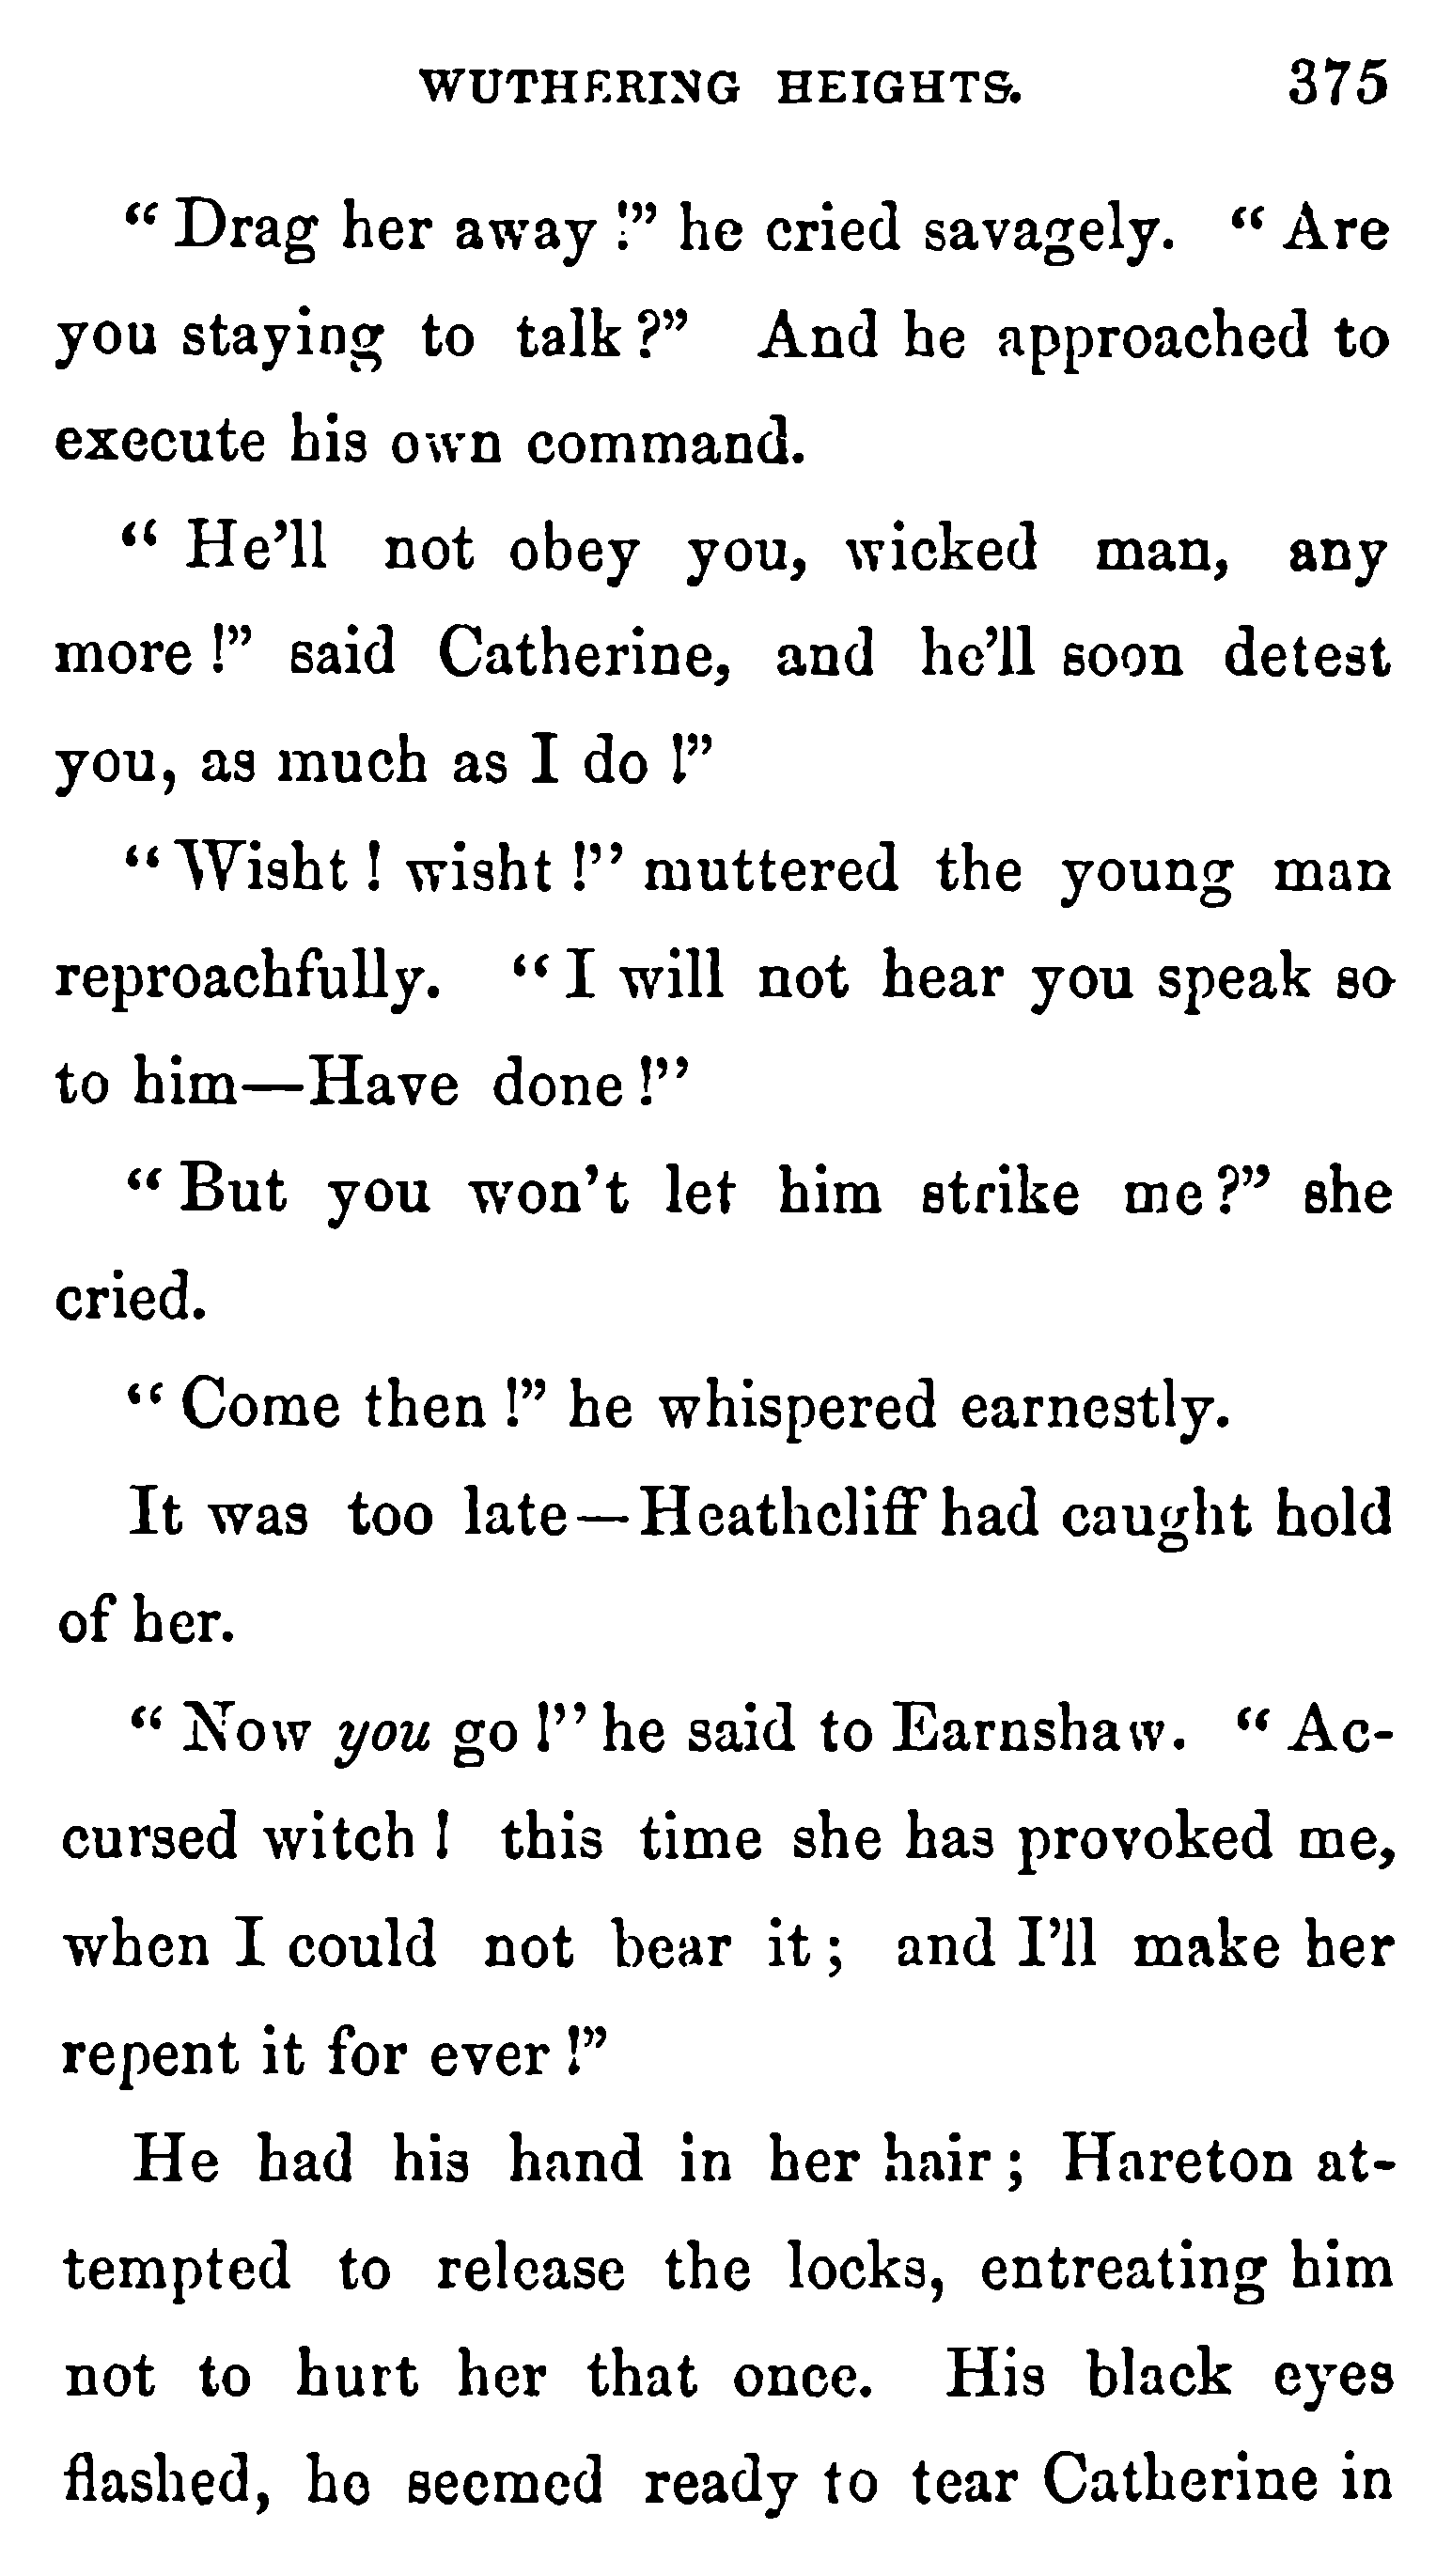 WUTHERING HEIGHTS. 375
“ Drag her away !” he cried savagely. “ Are
you staying to talk ?” And he approached to
execute his own command.
“ He’ll not obey you, wicked man, any
more !” said Catherine, and he’ll soon detest
you, as much as I do !”
“ Wisht ! wisht !” muttered the young man
reproachfully. “ I will not hear you speak so
to him—Have done !”
“ But you won’t let him strike me ?” she
cried.
“ Come then !” he whispered earnestly.
It was too late—Heathcliff had caught hold
of her.
“ Now you go !” he said to Earnshaw. “ Ac-
cursed witch ! this time she has provoked me,
when I could not bear it ; and I’ll make her
repent it for ever !”
He had his hand in her hair ; Hareton at-
tempted to release the locks, entreating him
not to hurt her that once. His black eyes
flashed, he seemed ready to tear Catherine in